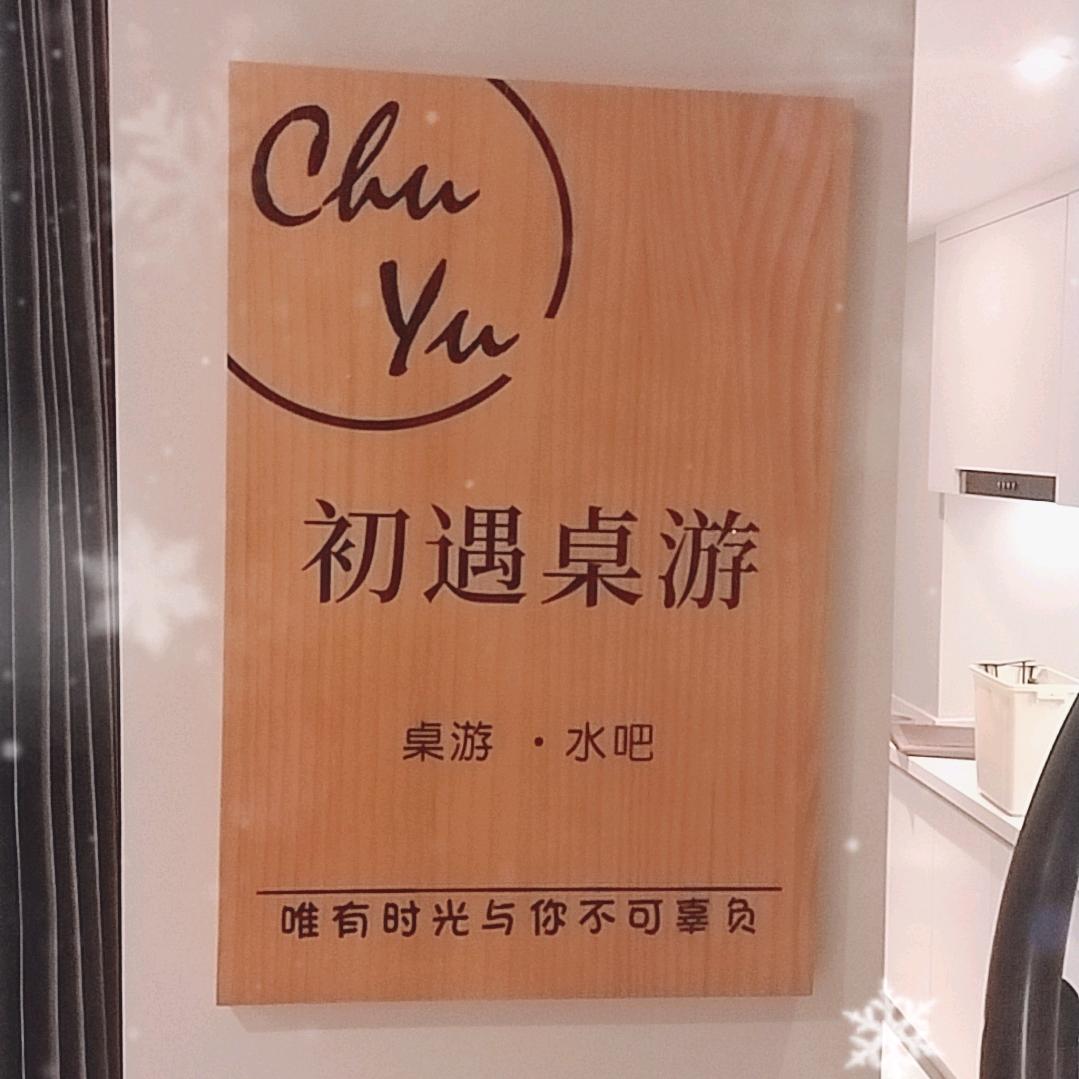 Chu
Yu
初遇桌游
桌游 · 水吧
唯有时光与你不可辜负